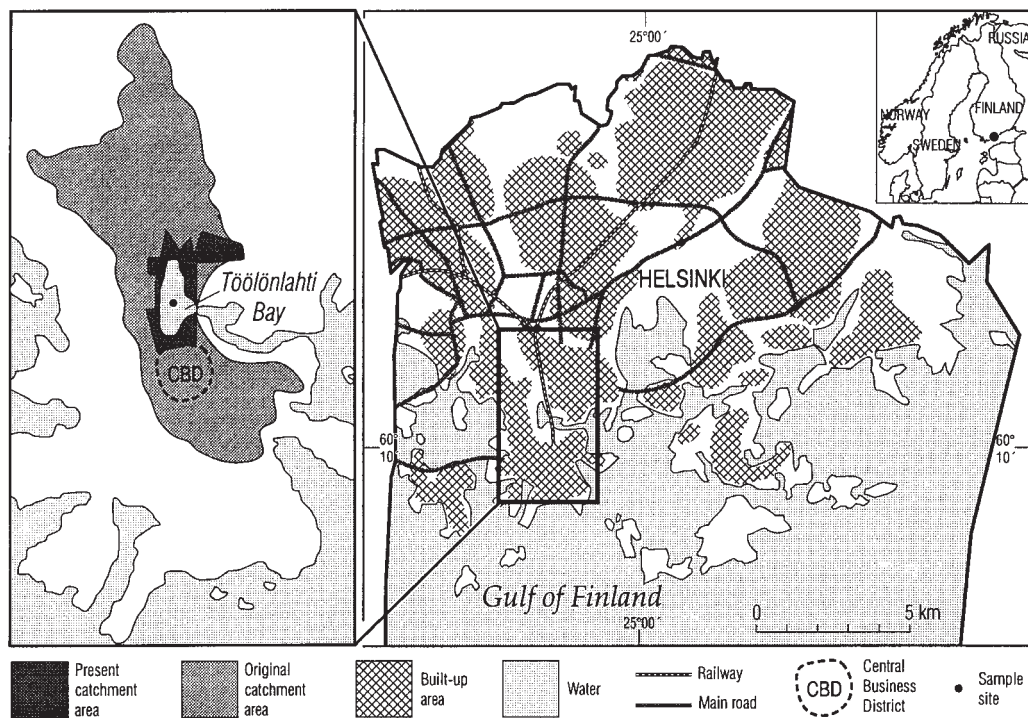 25°00´
RUSSIA
NORWAY
FINLAND
SWEDEN
Töölönlahti
Bay
HELSINKI
CBD
60°
10´
60°
10´
Gulf of Finland
0 5 km
25°00´
Present
catchment
area
Original
catchment
area
Built-up
area
Water
Railway
Main road
CBD
Central
Business
District
Sample
site